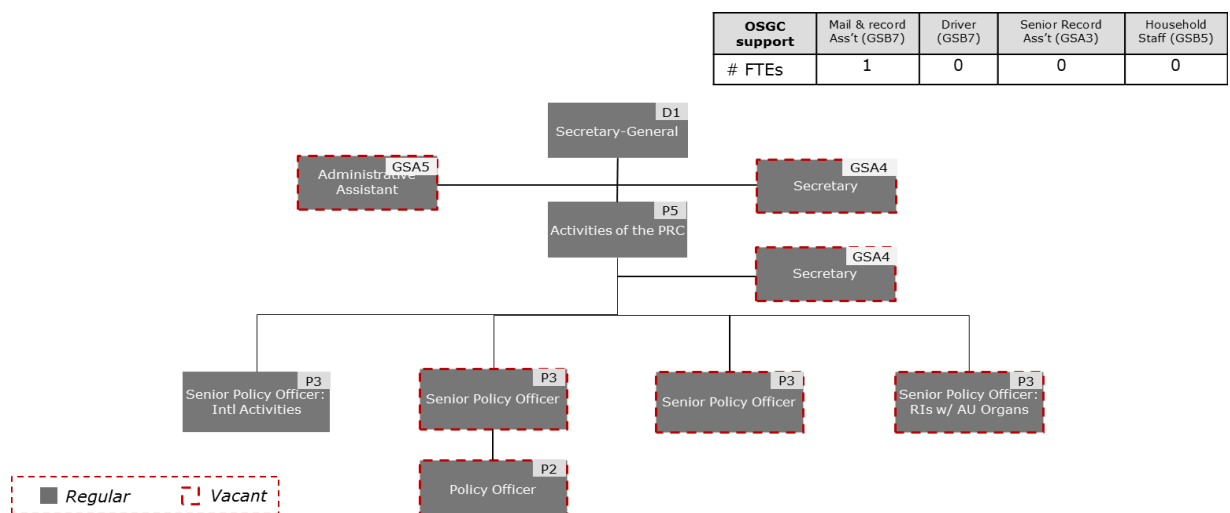 OSGC support
Mail & record Ass't (GSB7)
Driver (GSB7)
Senior Record Ass't (GSA3)
Household Staff (GSB5)
# FTEs
1
0
0
0
D1
Secretary-General
GSA5
Administrative
Assistant
GSA4
Secretary
P5
Activities of the PRC
GSA4
Secretary
P3
Senior Policy Officer:
Intl Activities
P3
Senior Policy Officer
P3
Senior Policy Officer
P3
Senior Policy Officer:
RIs w/ AU Organs
P2
Policy Officer
Regular
Vacant